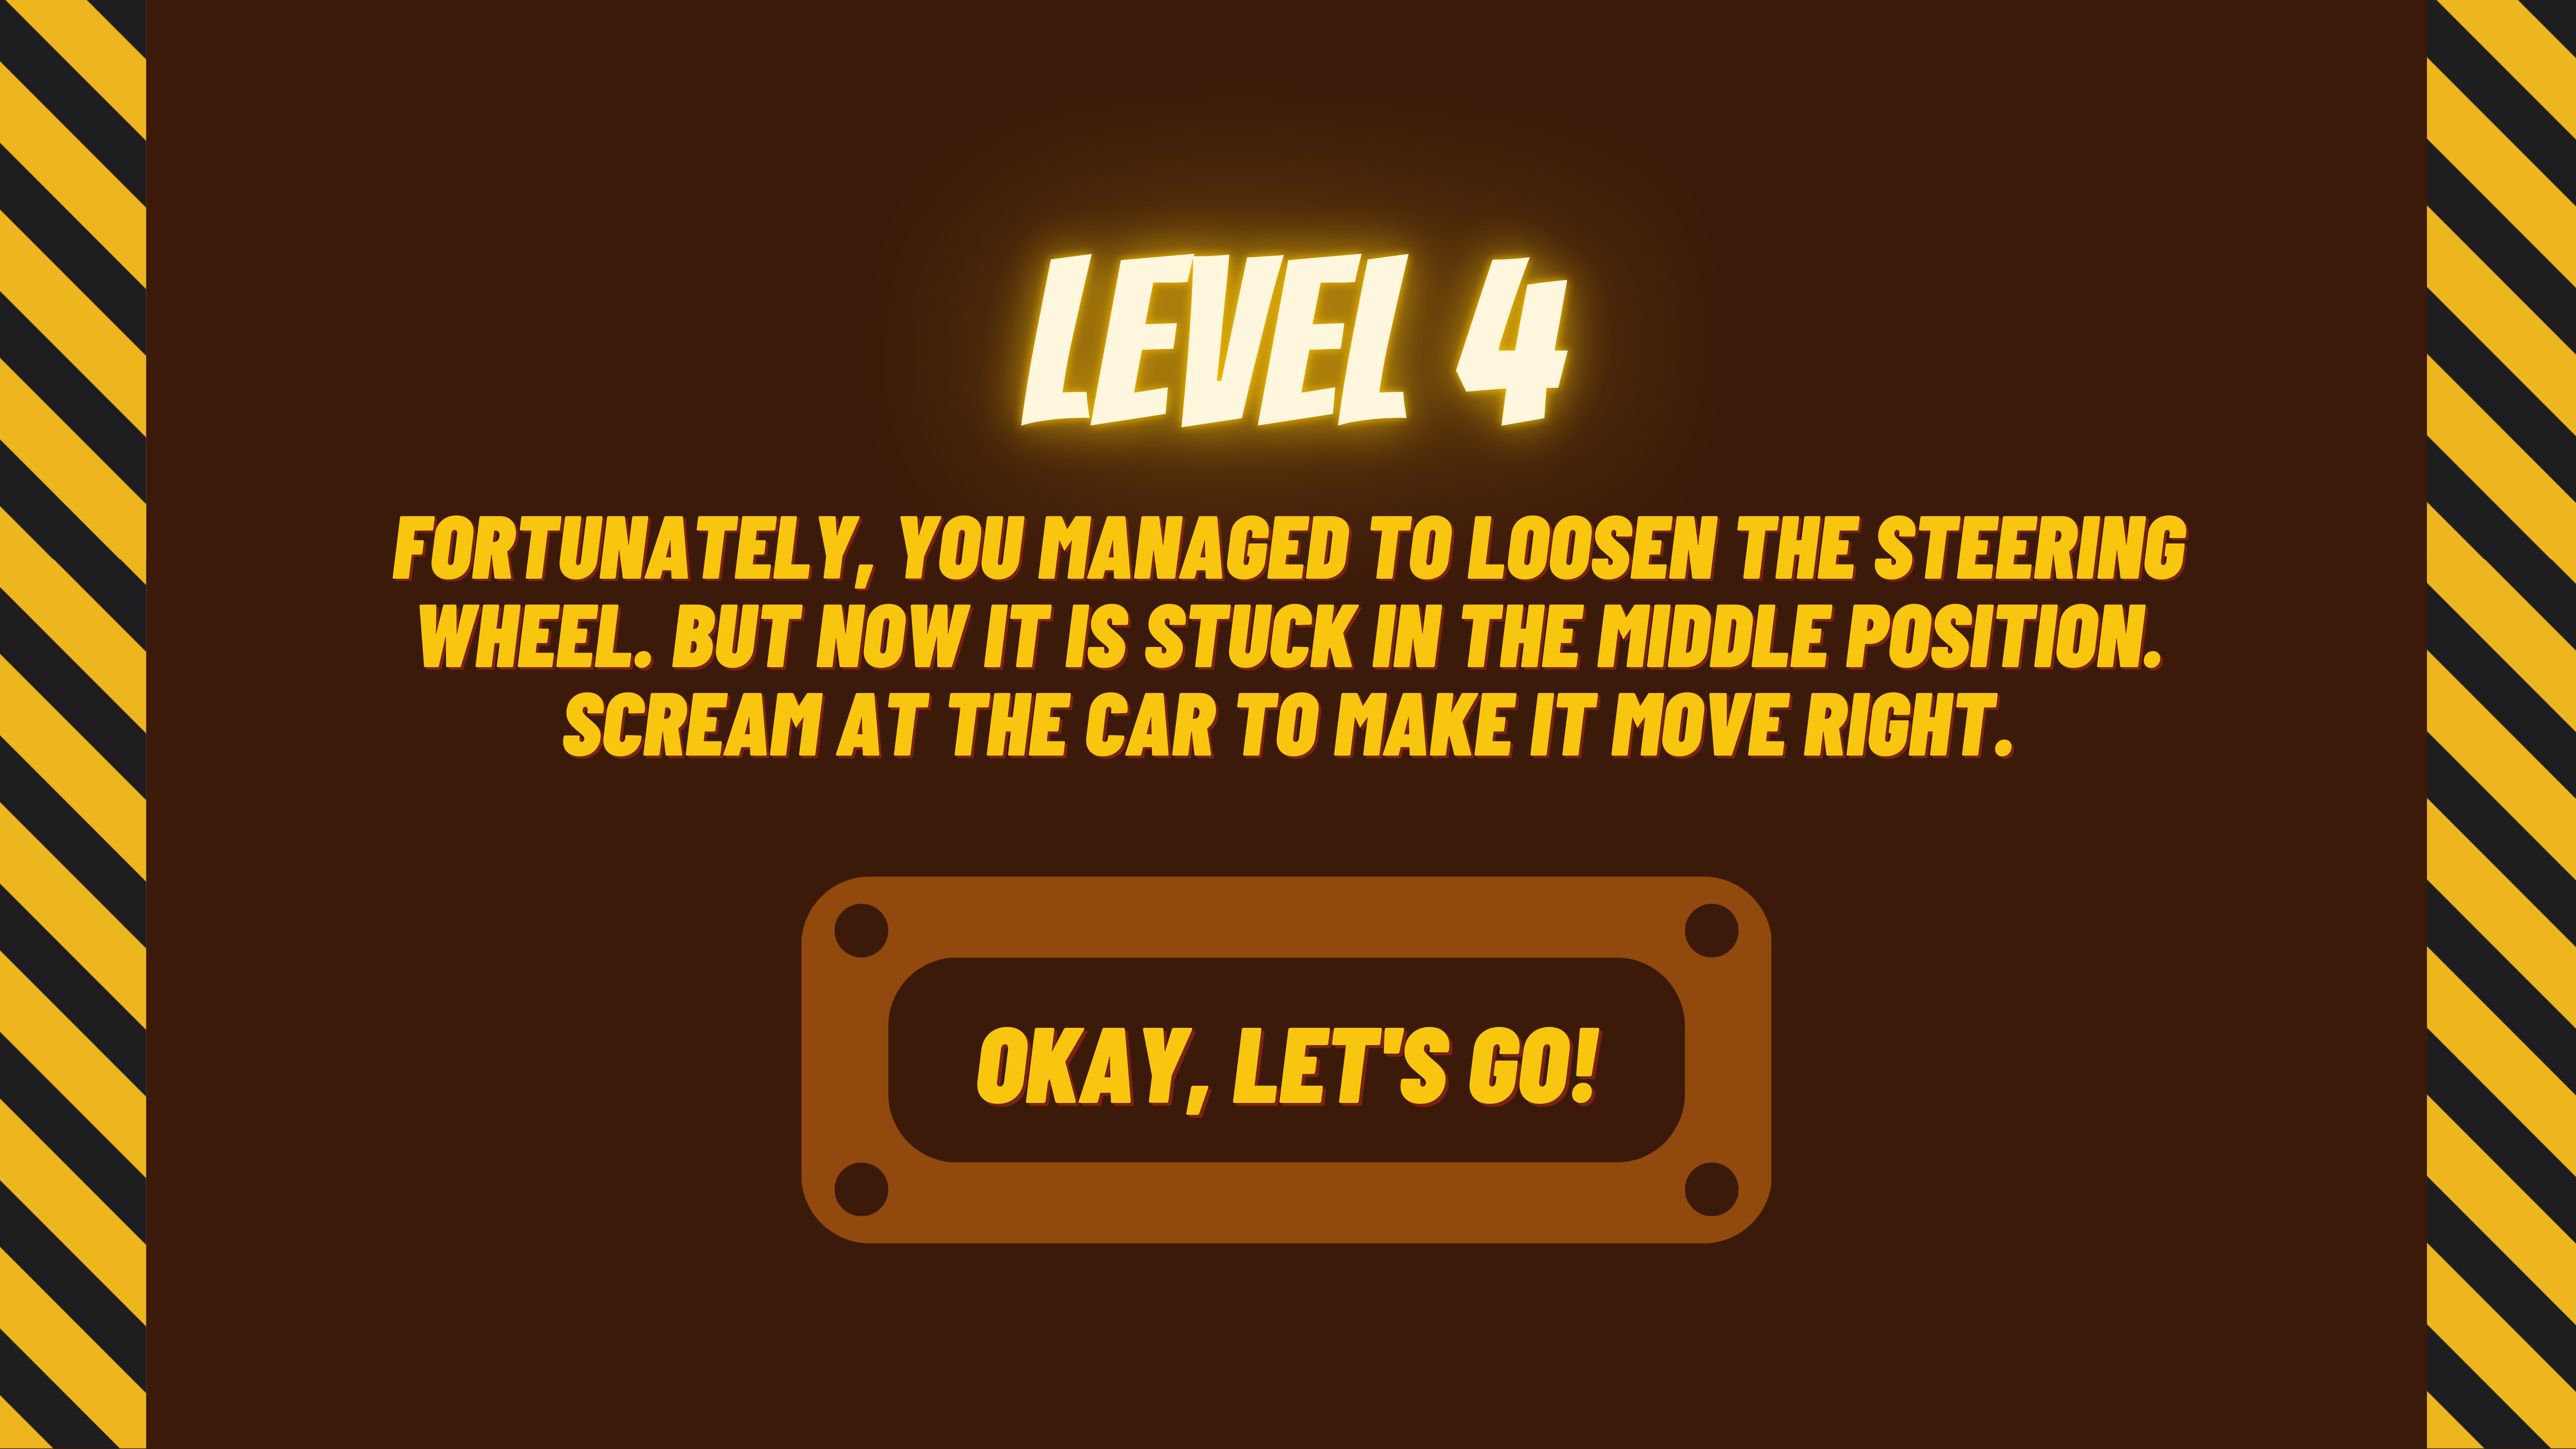 LEVEL 4
FORTUNATELY, YOU MANAGED TO LOOSEN THE STEERING
WHEEL. BUT NOW IT IS STUCK IN THE MIDDLE POSITION.
SCREAM AT THE CAR TO MAKE IT MOVE RIGHT.
OKAY, LET'S GO!